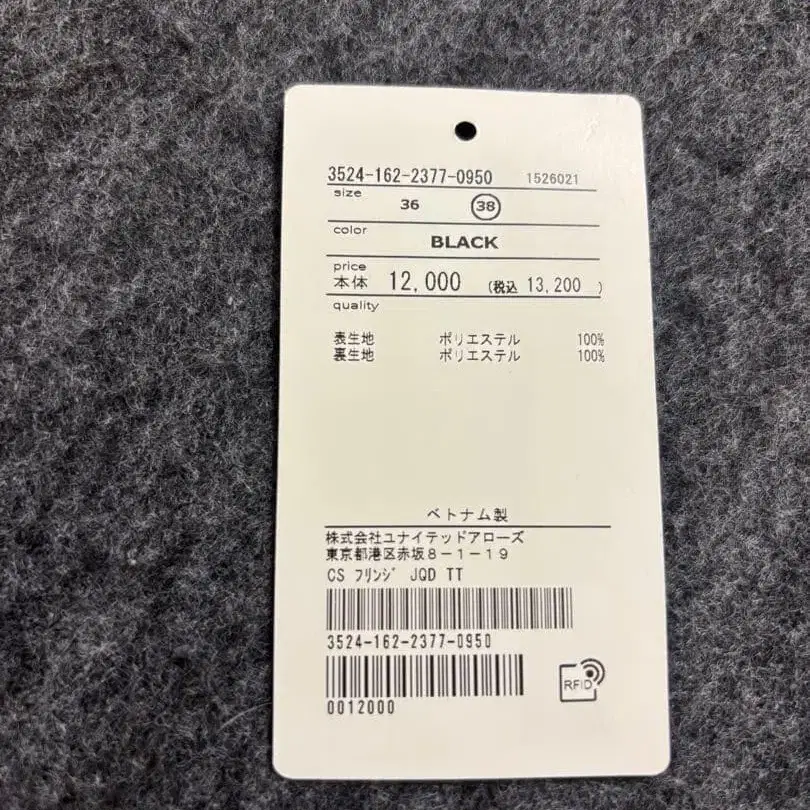 3524-162-2377-0950 1526021
size
36 38
color
BLACK
price
本体 12,000 (税込 13,200 )
quality
表生地 ポリエステル 100%
裏生地 ポリエステル 100%
ベトナム製
株式会社ユナイテッドアローズ
東京都港区赤坂8−1−19
CS フリンジ JQD TT
3524-162-2377-0950
0012000
RFID